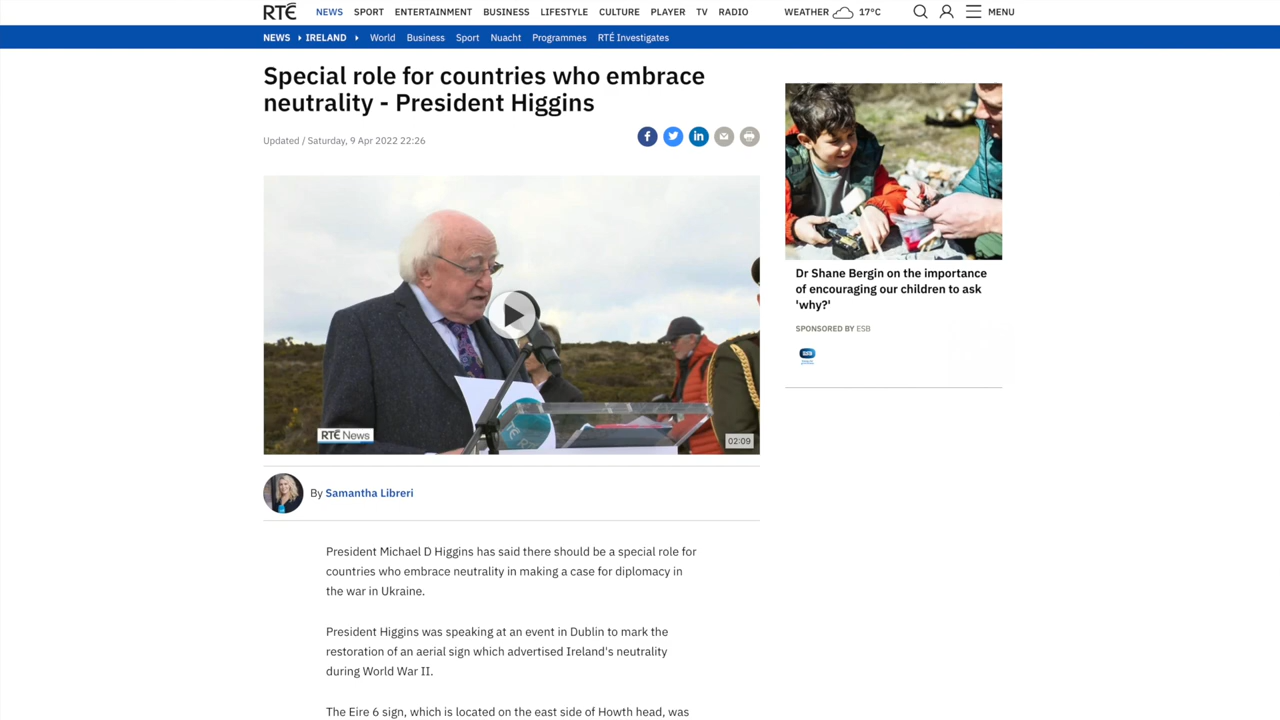 RTÉ NEWS SPORT ENTERTAINMENT BUSINESS LIFESTYLE CULTURE PLAYER TV RADIO WEATHER 17°C MENU
NEWS IRELAND World Business Sport Nuacht Programmes RTÉ Investigates
Special role for countries who embrace
neutrality - President Higgins
Updated / Saturday, 9 Apr 2022 22:26
RTÉ News
02:09
By Samantha Libreri
President Michael D Higgins has said there should be a special role for
countries who embrace neutrality in making a case for diplomacy in
the war in Ukraine.
President Higgins was speaking at an event in Dublin to mark the
restoration of an aerial sign which advertised Ireland's neutrality
during World War II.
The Eire 6 sign, which is located on the east side of Howth head, was
Dr Shane Bergin on the importance
of encouraging our children to ask
'why?'
SPONSORED BY ESB